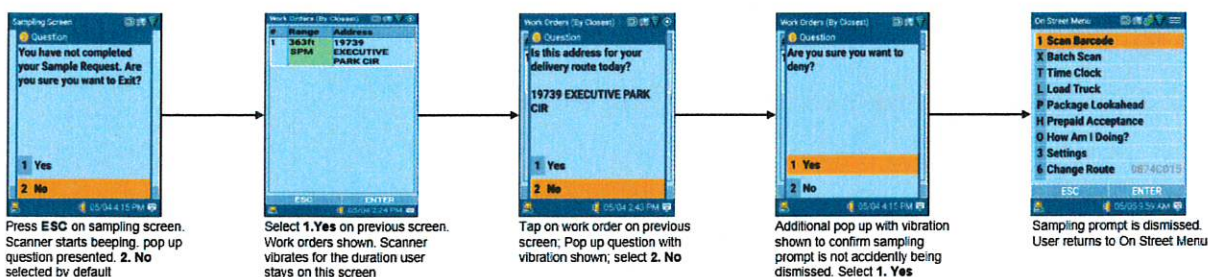 Sampling Screen
Question
You have not completed
your Sample Request. Are
you sure you want to Exit?
1 Yes
2 No
05/04 4:15 PM
Press ESC on sampling screen.
Scanner starts beeping. pop up
question presented. 2. No
selected by default
Work Orders (By Closest)
# Range Address
1 363ft 19739
SPM EXECUTIVE
PARK CIR
ESC ENTER
05/04 2:24 PM
Select 1.Yes on previous screen.
Work orders shown. Scanner
vibrates for the duration user
stays on this screen
Work Orders (By Closest)
Question
Is this address for your
delivery route today?
19739 EXECUTIVE PARK
CIR
1 Yes
2 No
05/04 2:43 PM
Tap on work order on previous
screen; Pop up question with
vibration shown; select 2. No
Work Orders (By Closest)
Question
Are you sure you want to
deny?
1 Yes
2 No
05/04 4:15 PM
Additional pop up with vibration
shown to confirm sampling
prompt is not accidently being
dismissed. Select 1. Yes
On Street Menu
1 Scan Barcode
X Batch Scan
T Time Clock
L Load Truck
P Package Lookahead
H Prepaid Acceptance
O How Am I Doing?
3 Settings
6 Change Route 0874C015
ESC ENTER
05/05 9:59 AM
Sampling prompt is dismissed.
User returns to On Street Menu